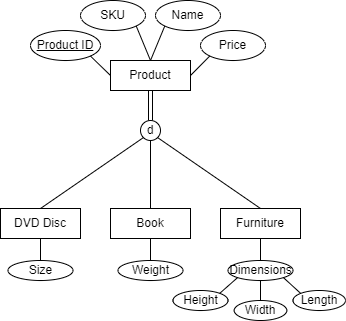 SKU
Name
Product ID
Price
Product
d
DVD Disc
Book
Furniture
Size
Weight
Dimensions
Height
Width
Length